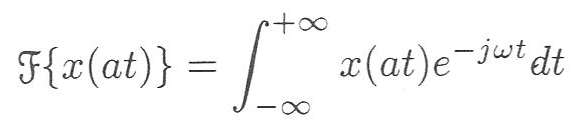 ℱ{x(at)} = ∫_{-∞}^{+∞} x(at)e^{-jωt}dt